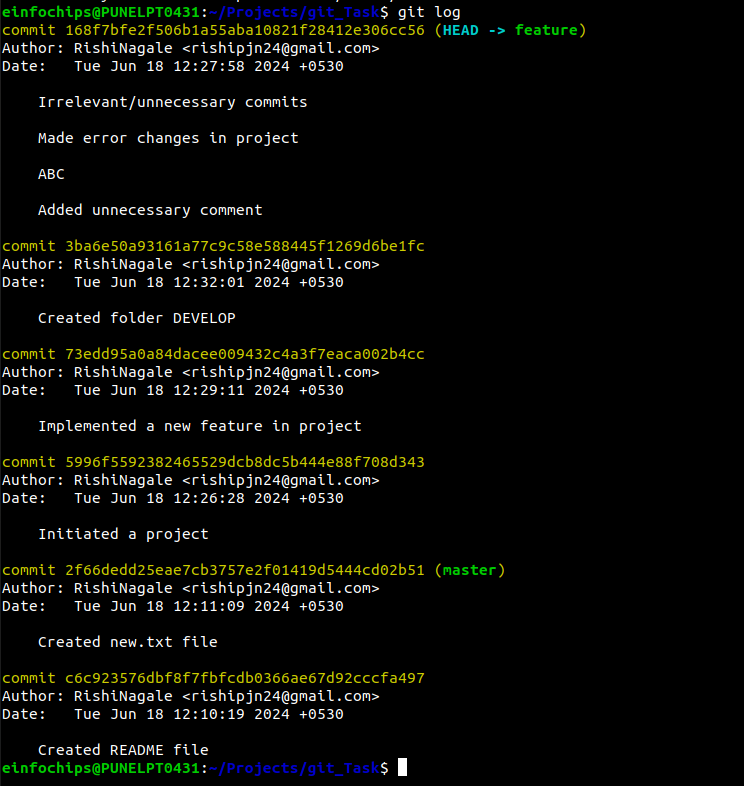 einfochips@PUNELPT0431:~/Projects/git_Task$ git log
commit 168f7bfe2f506b1a55aba10821f28412e306cc56 (HEAD -> feature)
Author: RishiNagale <rishipjn24@gmail.com>
Date:   Tue Jun 18 12:27:58 2024 +0530
    Irrelevant/unnecessary commits
    Made error changes in project
    ABC
    Added unnecessary comment
commit 3ba6e50a93161a77c9c58e588445f1269d6be1fc
Author: RishiNagale <rishipjn24@gmail.com>
Date:   Tue Jun 18 12:32:01 2024 +0530
    Created folder DEVELOP
commit 73edd95a0a84dacee009432c4a3f7eaca002b4cc
Author: RishiNagale <rishipjn24@gmail.com>
Date:   Tue Jun 18 12:29:11 2024 +0530
    Implemented a new feature in project
commit 5996f5592382465529dcb8dc5b444e88f708d343
Author: RishiNagale <rishipjn24@gmail.com>
Date:   Tue Jun 18 12:26:28 2024 +0530
    Initiated a project
commit 2f66dedd25eae7cb3757e2f01419d5444cd02b51 (master)
Author: RishiNagale <rishipjn24@gmail.com>
Date:   Tue Jun 18 12:11:09 2024 +0530
    Created new.txt file
commit c6c923576dbf8f7fbfcdb0366ae67d92cccfa497
Author: RishiNagale <rishipjn24@gmail.com>
Date:   Tue Jun 18 12:10:19 2024 +0530
    Created README file
einfochips@PUNELPT0431:~/Projects/git_Task$